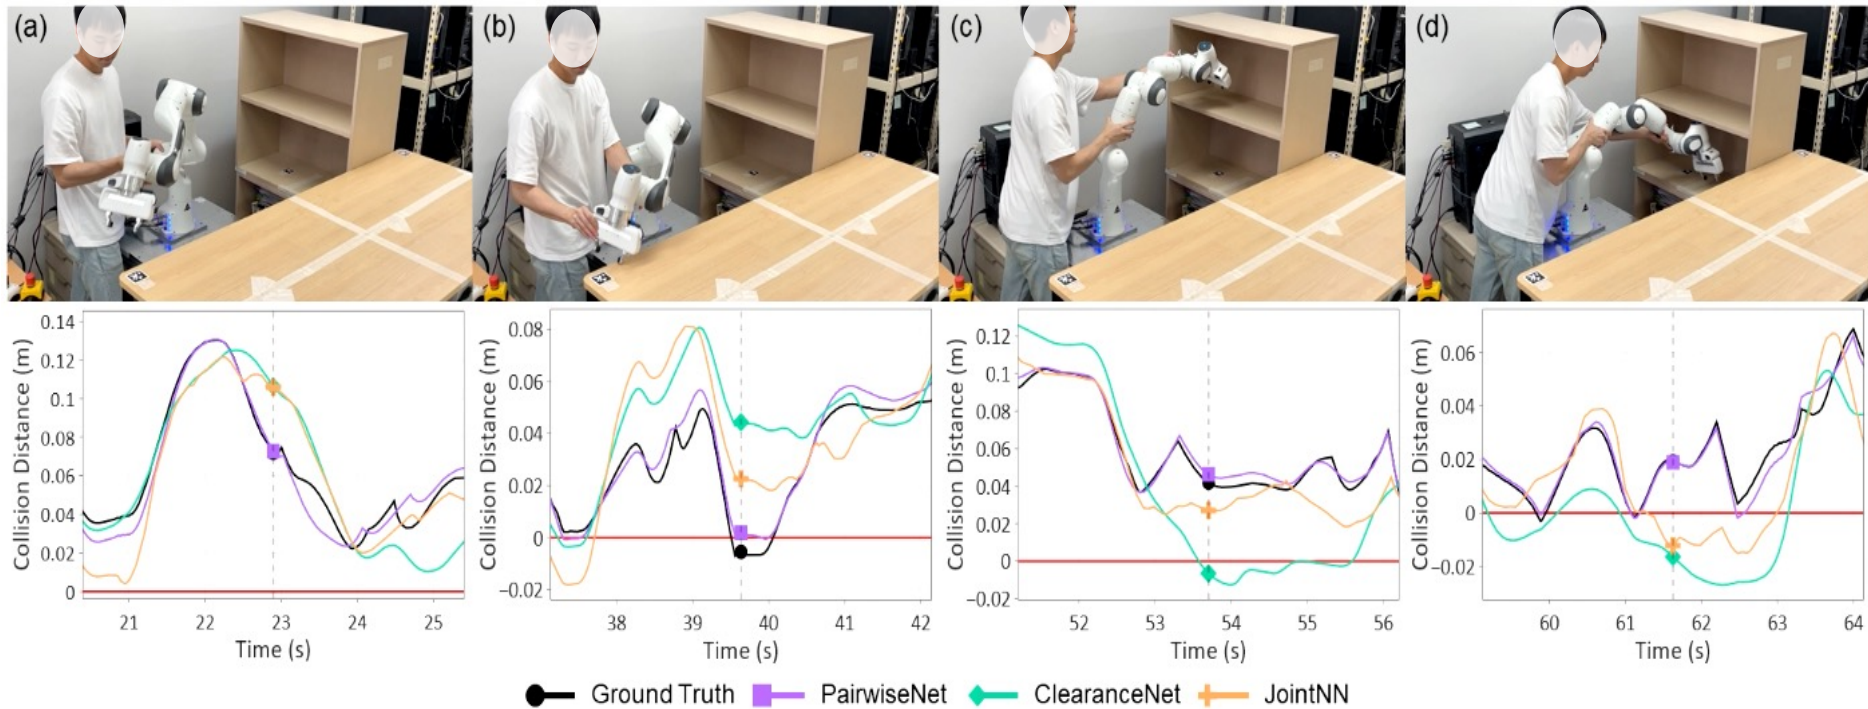 (a) (b) (c) (d)
Collision Distance (m)
0.14
0.12
0.1
0.08
0.06
0.04
0.02
0
21 22 23 24 25
Time (s)
Collision Distance (m)
0.08
0.06
0.04
0.02
0
−0.02
38 39 40 41 42
Time (s)
Collision Distance (m)
0.12
0.1
0.08
0.06
0.04
0.02
0
−0.02
52 53 54 55 56
Time (s)
Collision Distance (m)
0.06
0.04
0.02
0
−0.02
60 61 62 63 64
Time (s)
Ground Truth PairwiseNet ClearanceNet JointNN